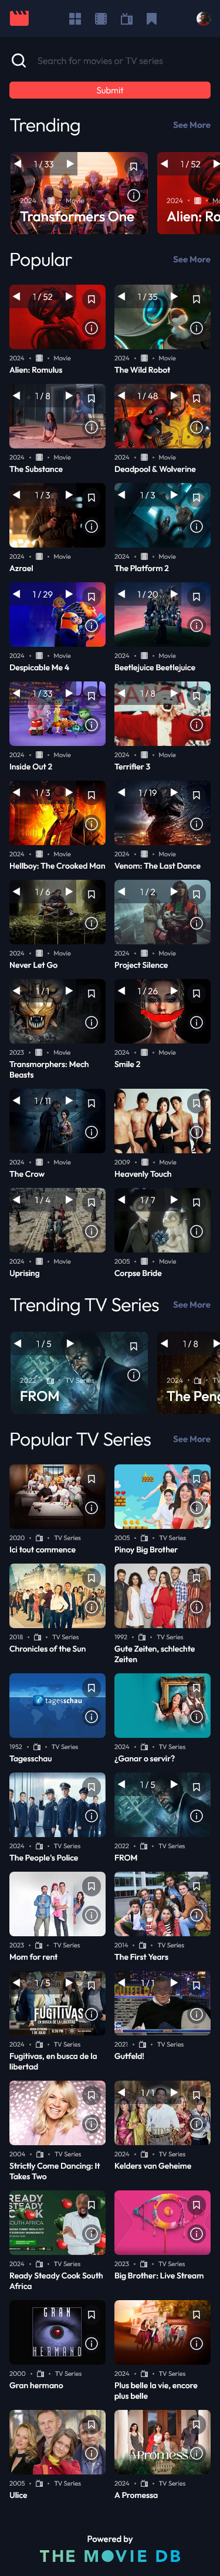 Search for movies or TV series
Submit
Trending
See More
1 / 33
2024 • Movie
Transformers One
1 / 52
2024
Alien: Ro
Popular
See More
1 / 52
1 / 35
2024 • Movie
2024 • Movie
Alien: Romulus
The Wild Robot
1 / 8
1 / 48
2024 • Movie
2024 • Movie
The Substance
Deadpool & Wolverine
1 / 3
1 / 3
2024 • Movie
2024 • Movie
Azrael
The Platform 2
1 / 29
1 / 20
2024 • Movie
2024 • Movie
Despicable Me 4
Beetlejuice Beetlejuice
1 / 33
1 / 8
2024 • Movie
2024 • Movie
Inside Out 2
Terrifier 3
1 / 3
1 / 19
2024 • Movie
2024 • Movie
Hellboy: The Crooked Man
Venom: The Last Dance
1 / 6
1 / 2
2024 • Movie
2024 • Movie
Never Let Go
Project Silence
1 / 1
1 / 26
2023 • Movie
2024 • Movie
Transmorphers: Mech
Beasts
Smile 2
1 / 11
2024 • Movie
2009 • Movie
The Crow
Heavenly Touch
1 / 4
1 / 7
2024 • Movie
2005 • Movie
Uprising
Corpse Bride
Trending TV Series
See More
1 / 5
2022 • TV Series
FROM
1 / 8
2024
The Peng
Popular TV Series
See More
2020 • TV Series
2005 • TV Series
Ici tout commence
Pinoy Big Brother
2018 • TV Series
1992 • TV Series
Chronicles of the Sun
Gute Zeiten, schlechte
Zeiten
tagesschau
1952 • TV Series
2024 • TV Series
Tagesschau
¿Ganar o servir?
1 / 5
2024 • TV Series
2022 • TV Series
The People's Police
FROM
2023 • TV Series
2014 • TV Series
Mom for rent
The First Years
1 / 5
1 / 1
FUGITIVAS
2024 • TV Series
2021 • TV Series
Fugitivas, en busca de la
libertad
Gutfeld!
1 / 1
2004 • TV Series
2024 • TV Series
Strictly Come Dancing: It
Takes Two
Kelders van Geheime
READY
STEADY
COOK
SOUTH AFRICA
2024 • TV Series
2023 • TV Series
Ready Steady Cook South
Africa
Big Brother: Live Stream
GRAN
HERMANO
2000 • TV Series
2024 • TV Series
Gran hermano
Plus belle la vie, encore
plus belle
2005 • TV Series
2024 • TV Series
Ulice
A Promessa
Powered by
THE MOVIE DB